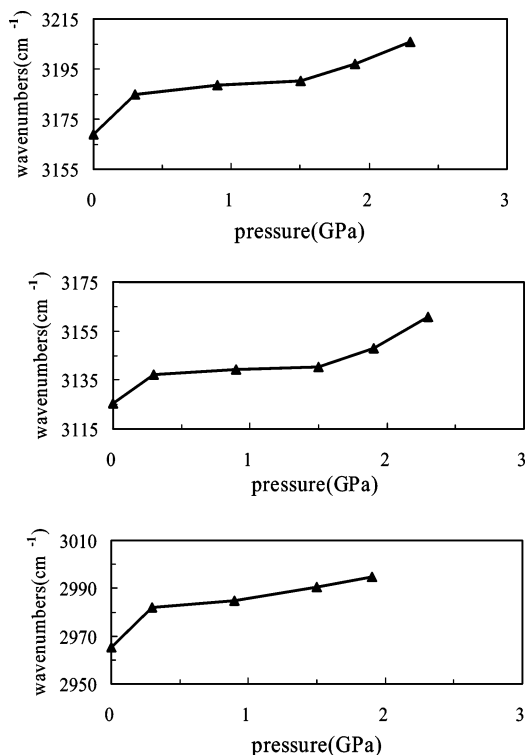 3215
3195
3175
3155
wavenumbers(cm⁻¹)
0 1 2 3
pressure(GPa)
3175
3155
3135
3115
wavenumbers(cm⁻¹)
0 1 2 3
pressure(GPa)
3010
2990
2970
2950
wavenumbers(cm⁻¹)
0 1 2 3
pressure(GPa)